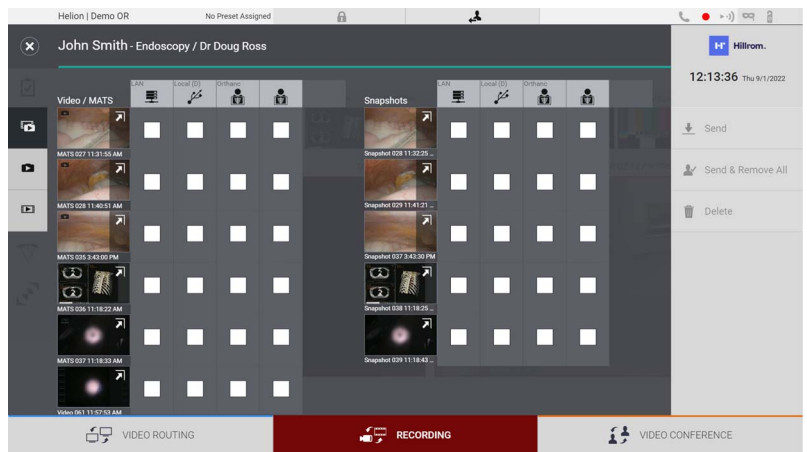 Helion | Demo OR
No Preset Assigned
John Smith - Endoscopy / Dr Doug Ross
Hillrom.
12:13:36 Thu 9/1/2022
LAN
Local (D)
Orthanc
Video / MATS
LAN
Local (D)
Orthanc
Snapshots
MATS 027 11:31:55 AM
Snapshot 028 11:32:25 ...
MATS 028 11:40:51 AM
Snapshot 029 11:41:21 ...
MATS 035 3:43:00 PM
Snapshot 037 3:43:30 PM
MATS 036 11:18:22 AM
Snapshot 038 11:18:25 ...
MATS 037 11:18:33 AM
Snapshot 039 11:18:43 ...
Video 061 11:57:53 AM
Send
Send & Remove All
Delete
VIDEO ROUTING
RECORDING
VIDEO CONFERENCE